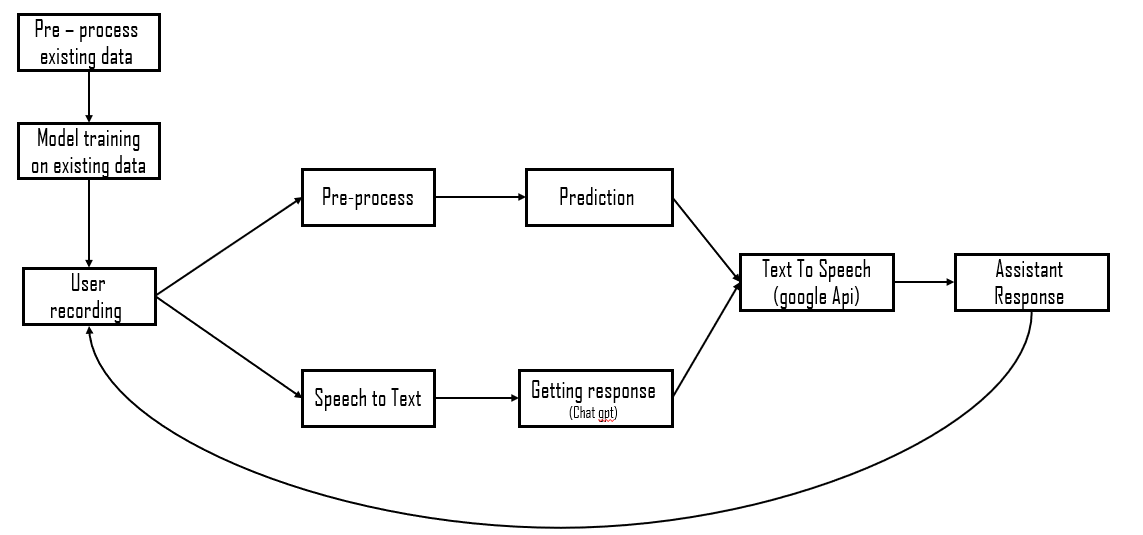 Pre – process
existing data
Model training
on existing data
User
recording
Pre-process
Prediction
Speech to Text
Getting response
(Chat gpt)
Text To Speech
(google Api)
Assistant
Response